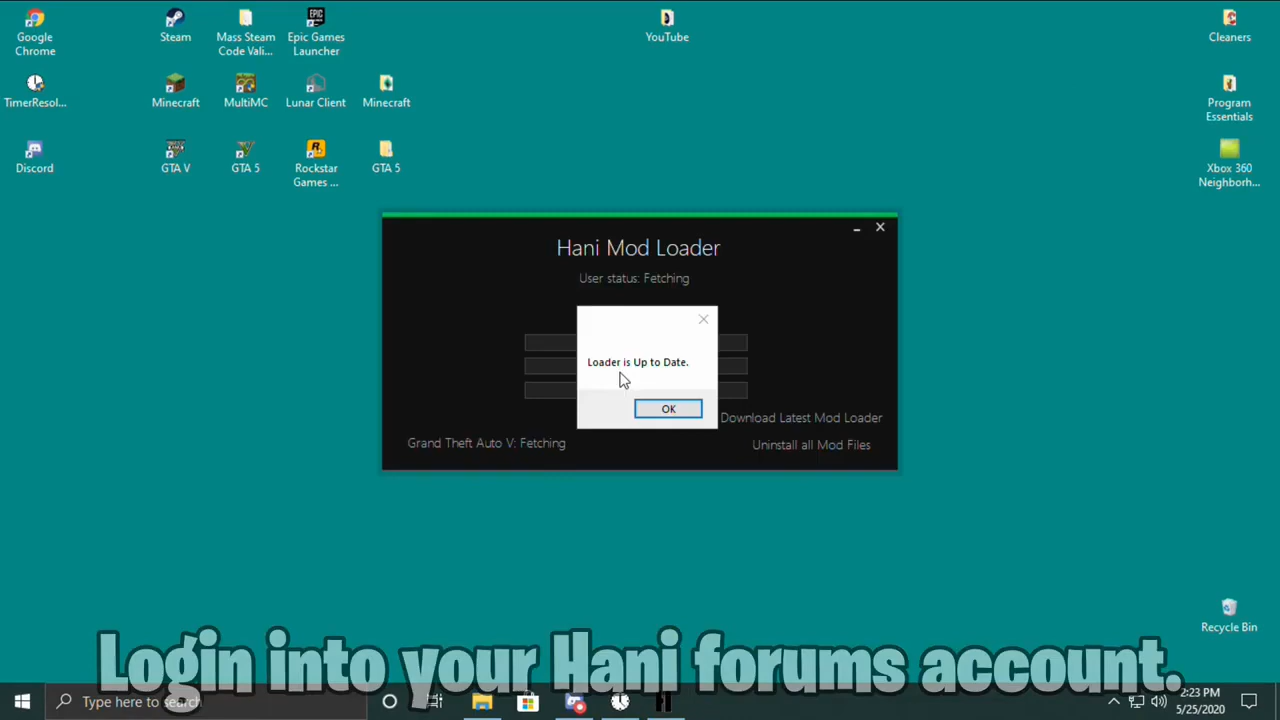 Google
Chrome
Steam
Mass Steam
Code Vali...
Epic Games
Launcher
YouTube
Cleaners
TimerResol...
Minecraft
MultiMC
Lunar Client
Minecraft
Program
Essentials
Discord
GTA V
GTA 5
Rockstar
Games ...
GTA 5
Xbox 360
Neighborh...
Hani Mod Loader
User status: Fetching
Loader is Up to Date.
OK
Download Latest Mod Loader
Grand Theft Auto V: Fetching
Uninstall all Mod Files
Recycle Bin
Login into your Hani forums account.
Type here to search
2:23 PM
5/25/2020